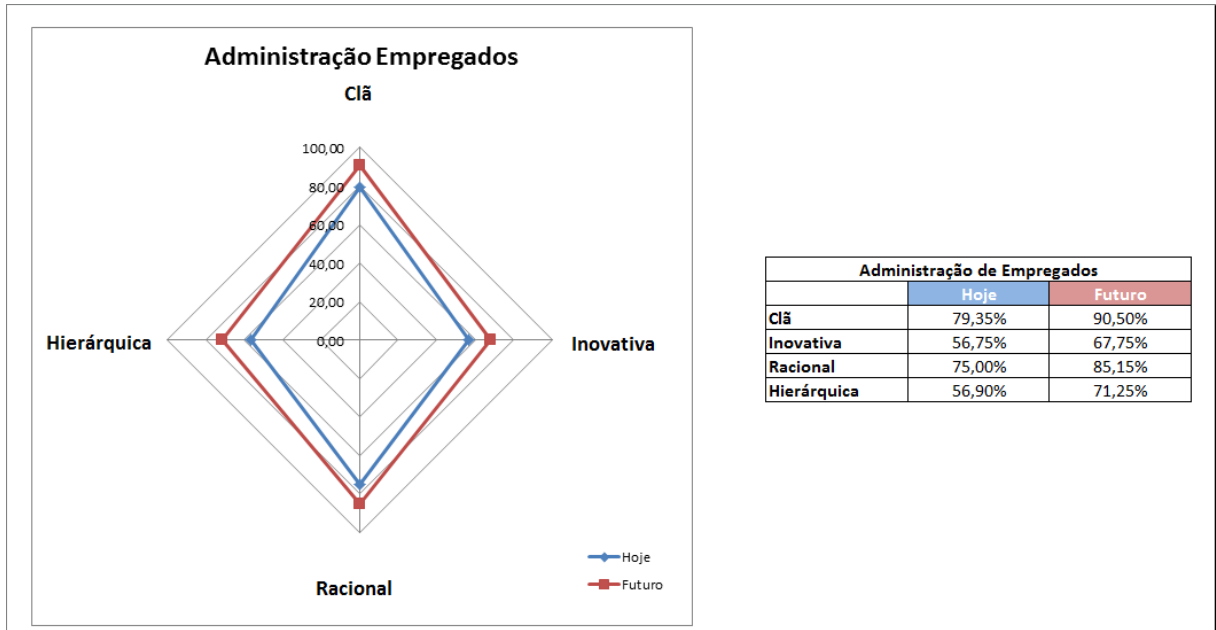 Administração Empregados
Clã
100,00
80,00
60,00
40,00
20,00
0,00
Hierárquica
Inovativa
Racional
Hoje
Futuro
Administração de Empregados
Hoje Futuro
Clã 79,35% 90,50%
Inovativa 56,75% 67,75%
Racional 75,00% 85,15%
Hierárquica 56,90% 71,25%